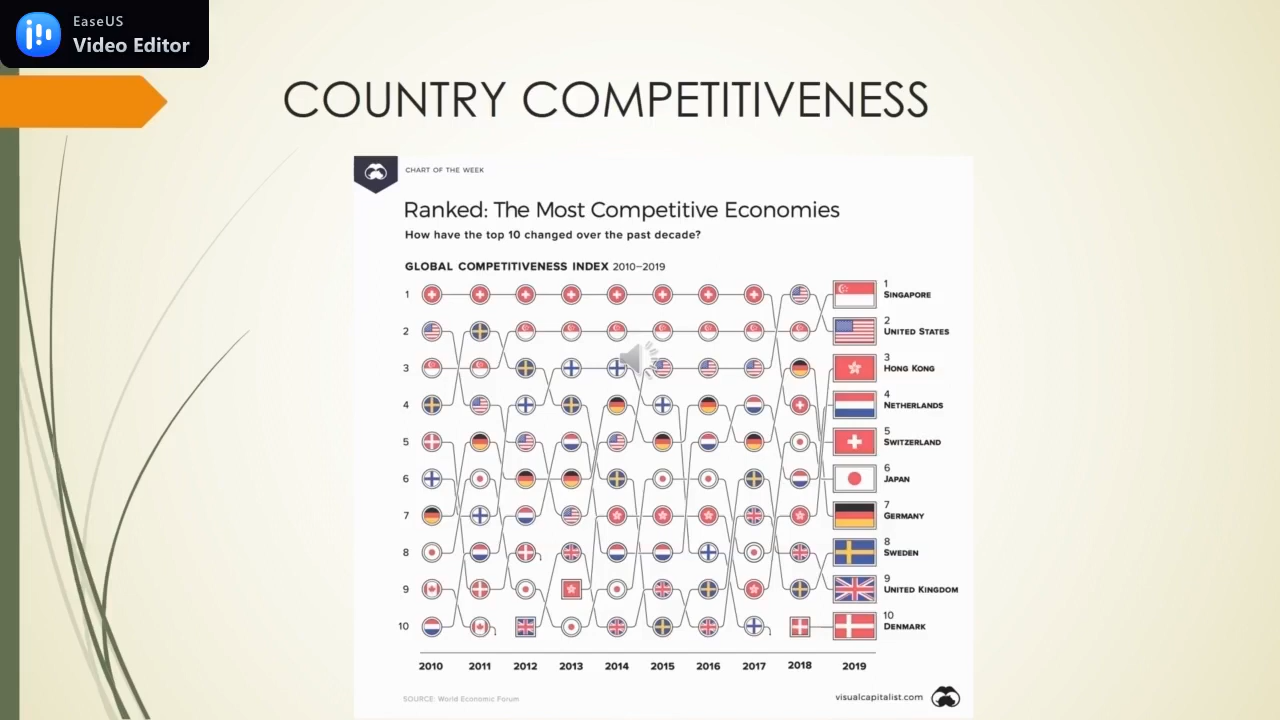 EaseUS
Video Editor
COUNTRY COMPETITIVENESS
CHART OF THE WEEK
Ranked: The Most Competitive Economies
How have the top 10 changed over the past decade?
GLOBAL COMPETITIVENESS INDEX 2010–2019
1
2
3
4
5
6
7
8
9
10
1
SINGAPORE
2
UNITED STATES
3
HONG KONG
4
NETHERLANDS
5
SWITZERLAND
6
JAPAN
7
GERMANY
8
SWEDEN
9
UNITED KINGDOM
10
DENMARK
2010 2011 2012 2013 2014 2015 2016 2017 2018 2019
SOURCE: World Economic Forum
visualcapitalist.com